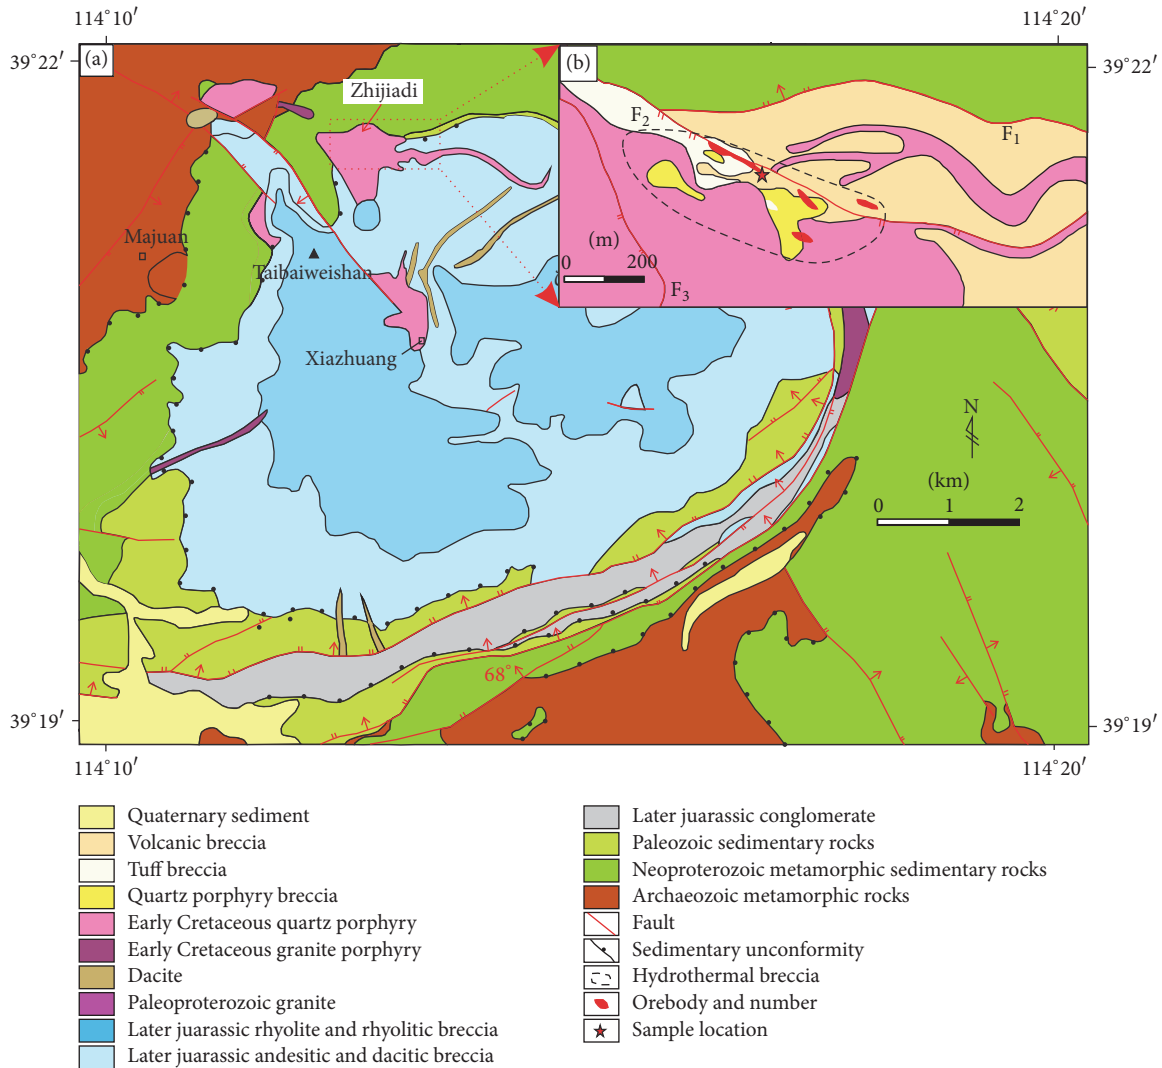 114°10′
114°20′
39°22′
39°22′
(a)
(b)
Zhijiadi
F2
F1
Majuan
Taibaiweishan
(m)
0
200
F3
Xiazhuang
N
(km)
0
1
2
68°
39°19′
39°19′
114°10′
114°20′
Quaternary sediment
Volcanic breccia
Tuff breccia
Quartz porphyry breccia
Early Cretaceous quartz porphyry
Early Cretaceous granite porphyry
Dacite
Paleoproterozoic granite
Later juarassic rhyolite and rhyolitic breccia
Later juarassic andesitic and dacitic breccia
Later juarassic conglomerate
Paleozoic sedimentary rocks
Neoproterozoic metamorphic sedimentary rocks
Archaeozoic metamorphic rocks
Fault
Sedimentary unconformity
Hydrothermal breccia
Orebody and number
Sample location